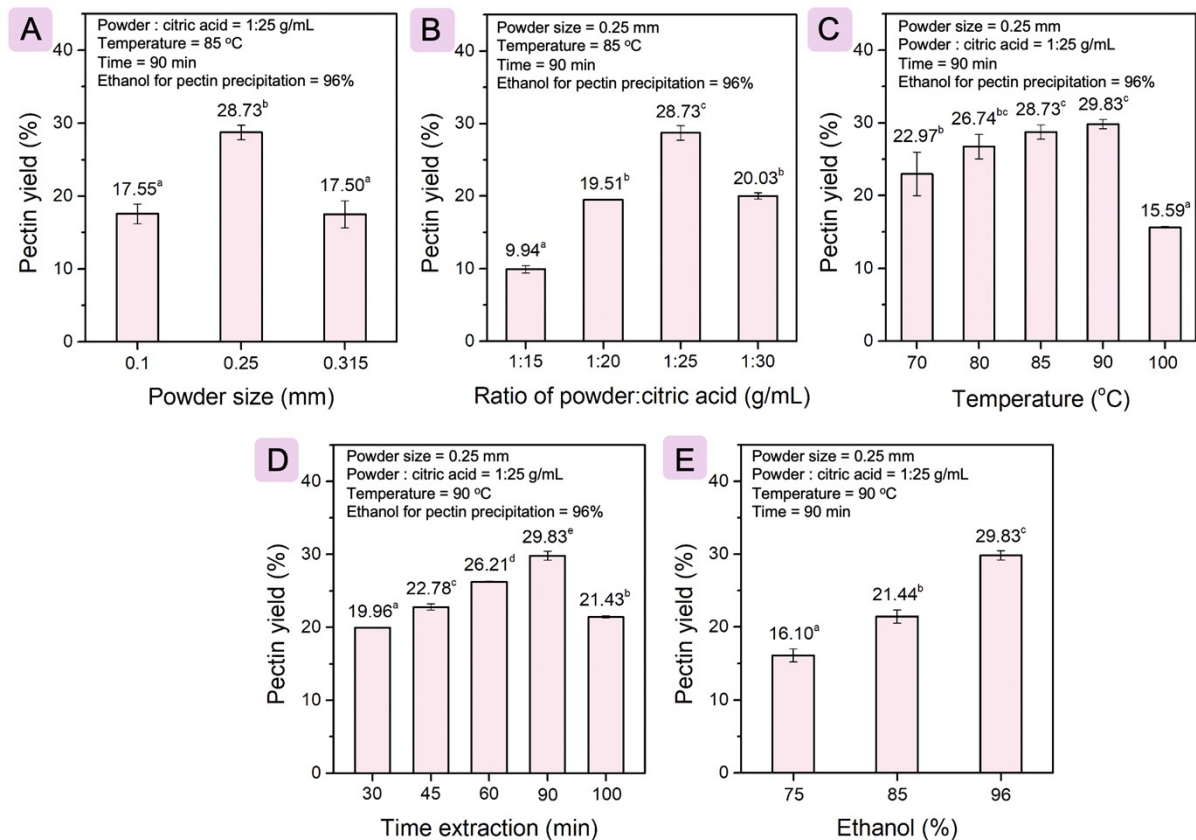 A
Powder : citric acid = 1:25 g/mL
Temperature = 85 °C
Time = 90 min
Ethanol for pectin precipitation = 96%
Pectin yield (%)
40
30
20
10
0
17.55ᵃ
28.73ᵇ
17.50ᵃ
0.1 0.25 0.315
Powder size (mm)
B
Powder size = 0.25 mm
Temperature = 85 °C
Time = 90 min
Ethanol for pectin precipitation = 96%
Pectin yield (%)
40
30
20
10
0
9.94ᵃ
19.51ᵇ
28.73ᶜ
20.03ᵇ
1:15 1:20 1:25 1:30
Ratio of powder:citric acid (g/mL)
C
Powder size = 0.25 mm
Powder : citric acid = 1:25 g/mL
Time = 90 min
Ethanol for pectin precipitation = 96%
Pectin yield (%)
40
30
20
10
0
22.97ᵇ
26.74ᵇᶜ
28.73ᶜ
29.83ᶜ
15.59ᵃ
70 80 85 90 100
Temperature (°C)
D
Powder size = 0.25 mm
Powder : citric acid = 1:25 g/mL
Temperature = 90 °C
Ethanol for pectin precipitation = 96%
Pectin yield (%)
40
30
20
10
0
19.96ᵃ
22.78ᶜ
26.21ᵈ
29.83ᵉ
21.43ᵇ
30 45 60 90 100
Time extraction (min)
E
Powder size = 0.25 mm
Powder : citric acid = 1:25 g/mL
Temperature = 90 °C
Time = 90 min
Pectin yield (%)
40
30
20
10
0
16.10ᵃ
21.44ᵇ
29.83ᶜ
75 85 96
Ethanol (%)